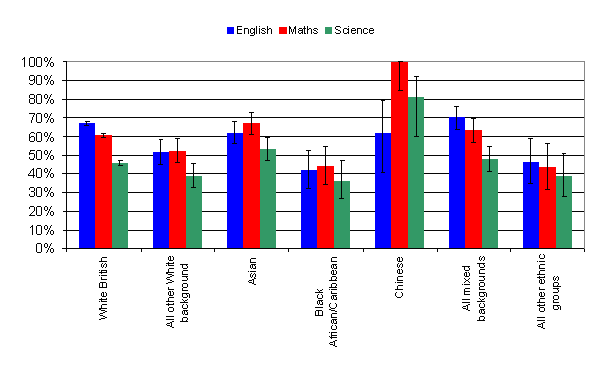 English Maths Science
100%
90%
80%
70%
60%
50%
40%
30%
20%
10%
0%
White British
All other White
background
Asian
Black
African/Caribbean
Chinese
All mixed
backgrounds
All other ethnic
groups